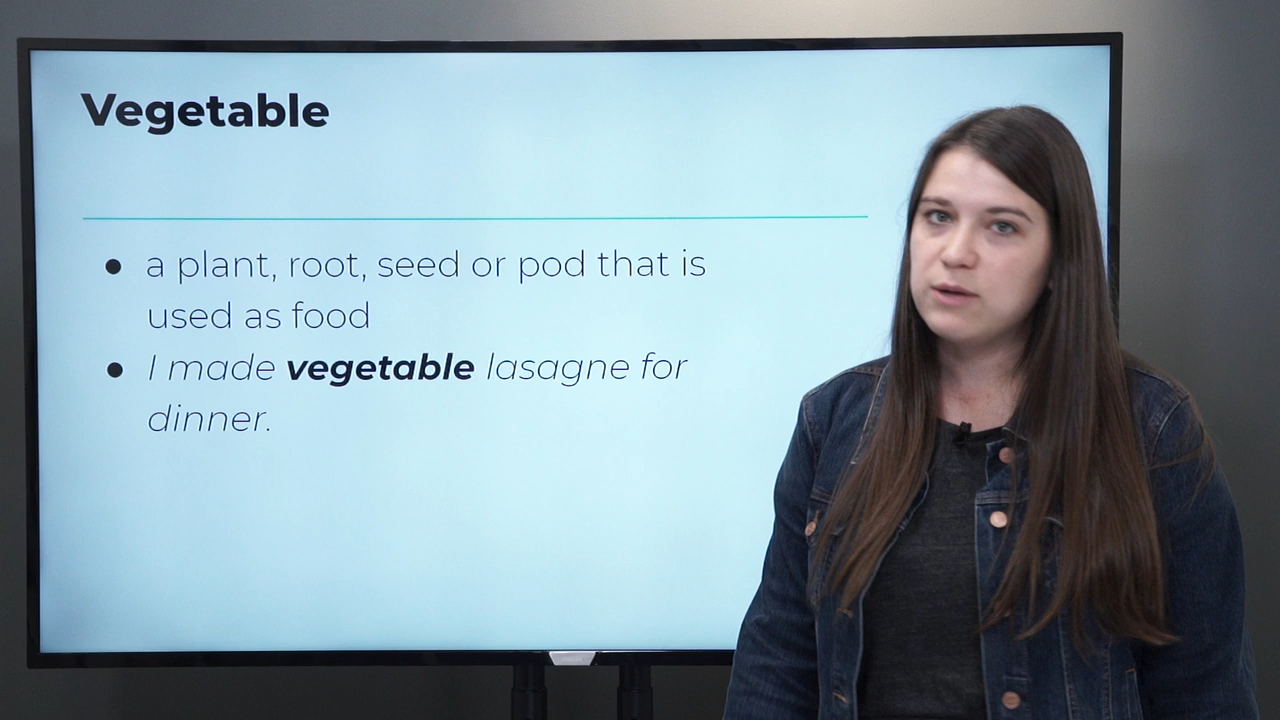 Vegetable
● a plant, root, seed or pod that is
used as food
● I made vegetable lasagne for
dinner.